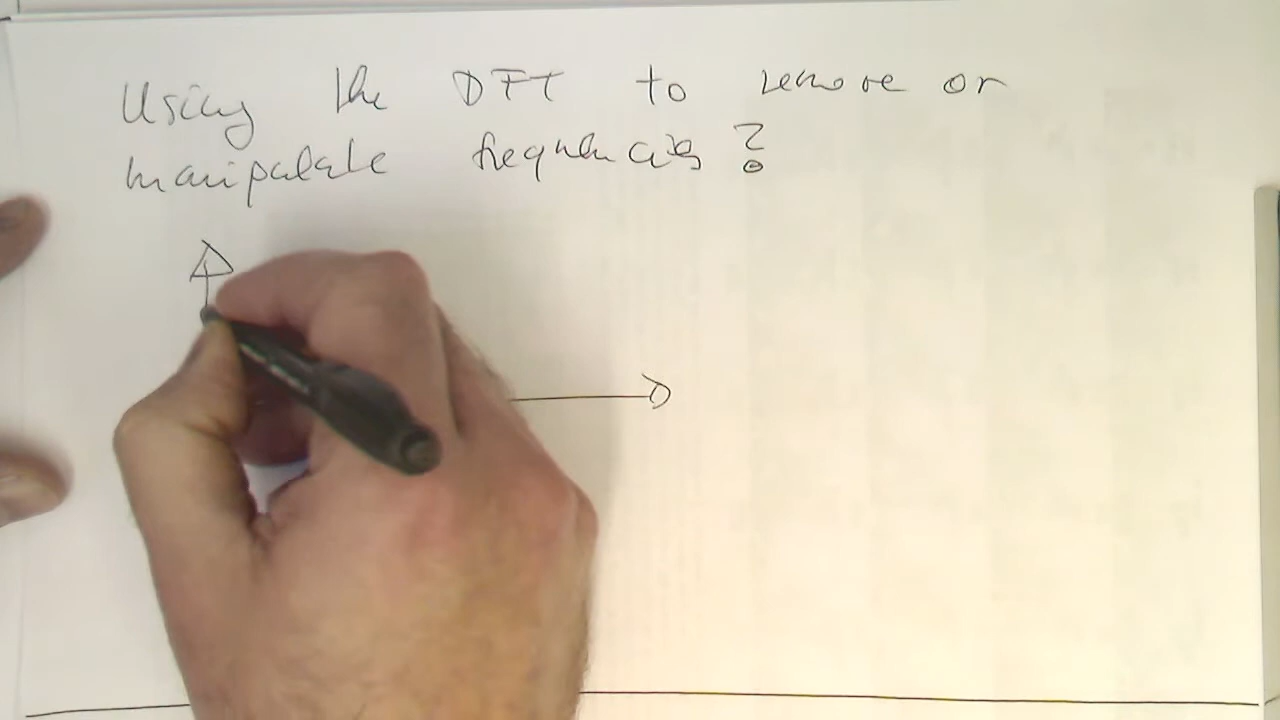 Using the DFT to remove or
manipulate frequencies?